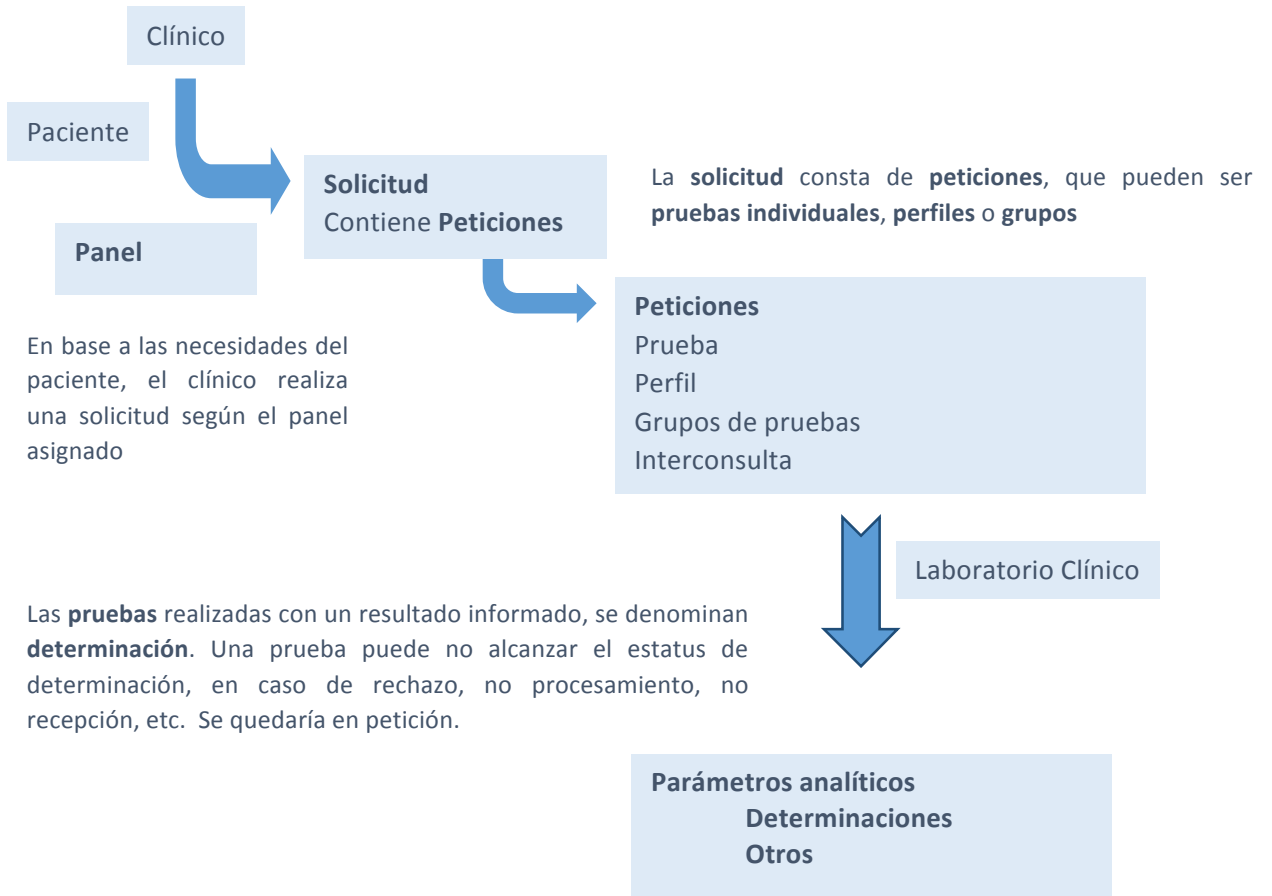 Clínico
Paciente
Solicitud
Contiene Peticiones
La solicitud consta de peticiones, que pueden ser
pruebas individuales, perfiles o grupos
Panel
En base a las necesidades del
paciente, el clínico realiza
una solicitud según el panel
asignado
Peticiones
Prueba
Perfil
Grupos de pruebas
Interconsulta
Laboratorio Clínico
Las pruebas realizadas con un resultado informado, se denominan
determinación. Una prueba puede no alcanzar el estatus de
determinación, en caso de rechazo, no procesamiento, no
recepción, etc. Se quedaría en petición.
Parámetros analíticos
Determinaciones
Otros